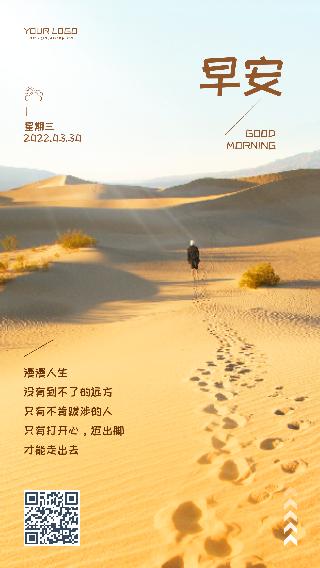 YOUR LOGO
早安
GOOD
MORNING
星期三
2022.03.30
漫漫人生
没有到不了的远方
只有不肯跋涉的人
只有打开心，迈出脚
才能走出去